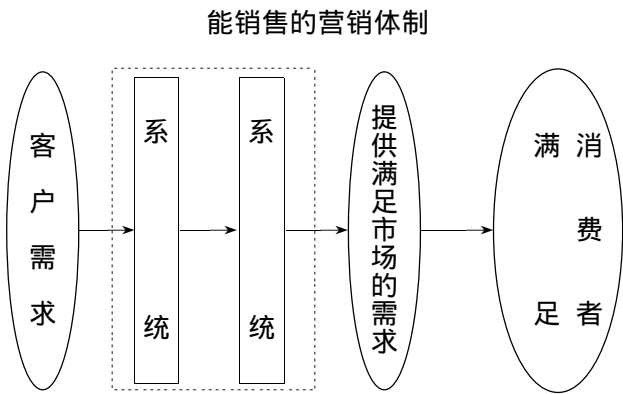 能销售的营销体制
客户需求
系统
系统
提供满足市场的需求
消费者
满足